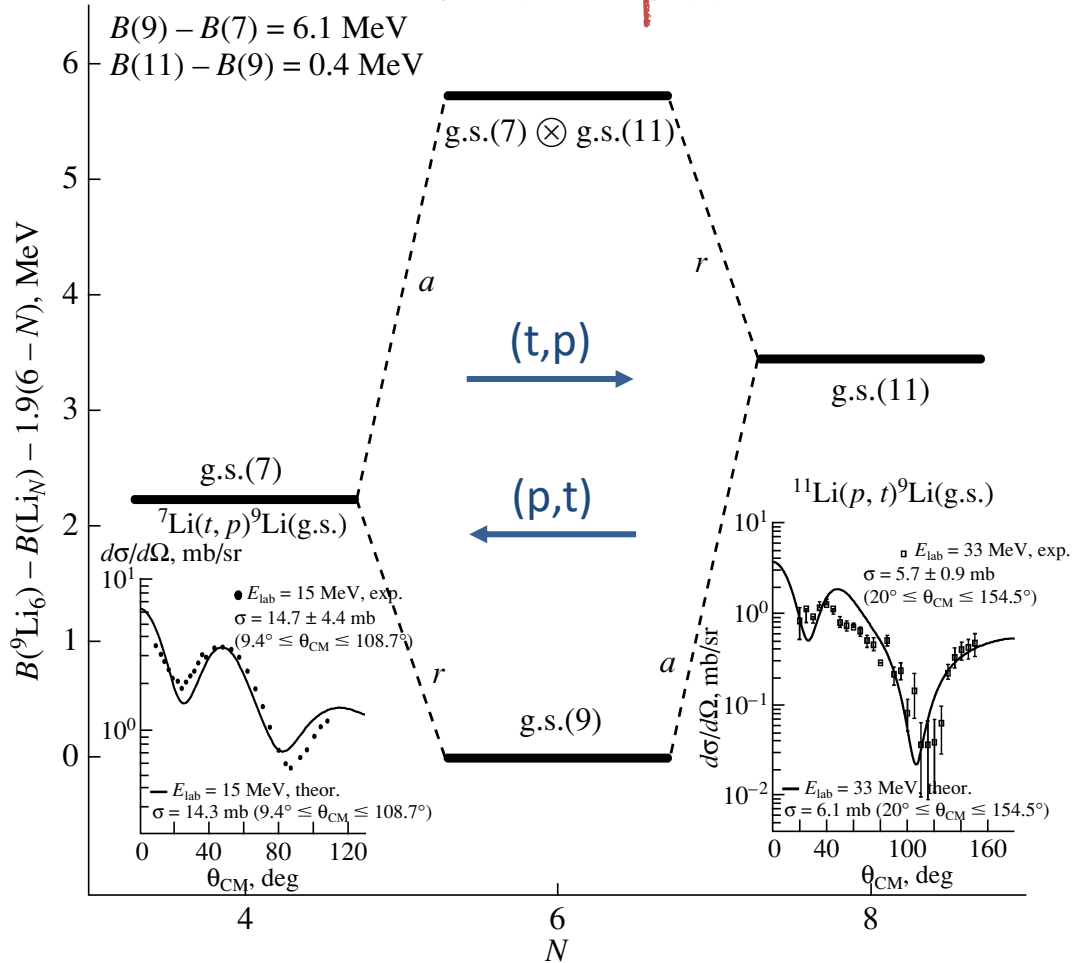 B(9) – B(7) = 6.1 MeV
B(11) – B(9) = 0.4 MeV
B(⁹Li₆) – B(Li_N) – 1.9(6 – N), MeV
6
5
4
3
2
1
0
g.s.(7) ⊗ g.s.(11)
a
r
(t,p)
g.s.(11)
g.s.(7)
(p,t)
r
a
g.s.(9)
⁷Li(t, p)⁹Li(g.s.)
dσ/dΩ, mb/sr
10¹
10⁰
E_lab = 15 MeV, exp.
σ = 14.7 ± 4.4 mb
(9.4° ≤ θ_CM ≤ 108.7°)
E_lab = 15 MeV, theor.
σ = 14.3 mb (9.4° ≤ θ_CM ≤ 108.7°)
0 40 80 120
θ_CM, deg
¹¹Li(p, t)⁹Li(g.s.)
dσ/dΩ, mb/sr
10¹
10⁰
10⁻¹
10⁻²
E_lab = 33 MeV, exp.
σ = 5.7 ± 0.9 mb
(20° ≤ θ_CM ≤ 154.5°)
E_lab = 33 MeV, theor.
σ = 6.1 mb (20° ≤ θ_CM ≤ 154.5°)
0 40 100 160
θ_CM, deg
4 6 8
N